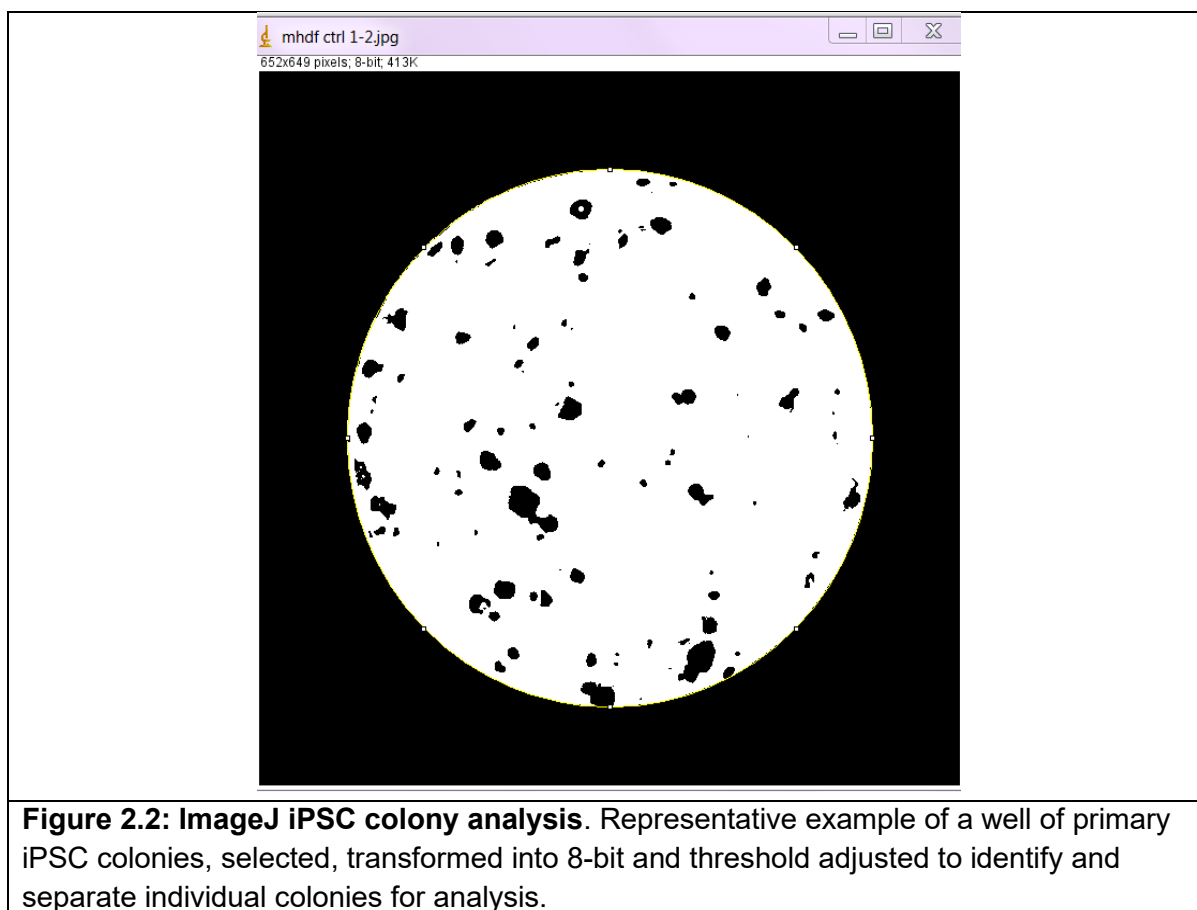 mhdf ctrl 1-2.jpg
652x649 pixels; 8-bit; 413K
Figure 2.2: ImageJ iPSC colony analysis. Representative example of a well of primary
iPSC colonies, selected, transformed into 8-bit and threshold adjusted to identify and
separate individual colonies for analysis.